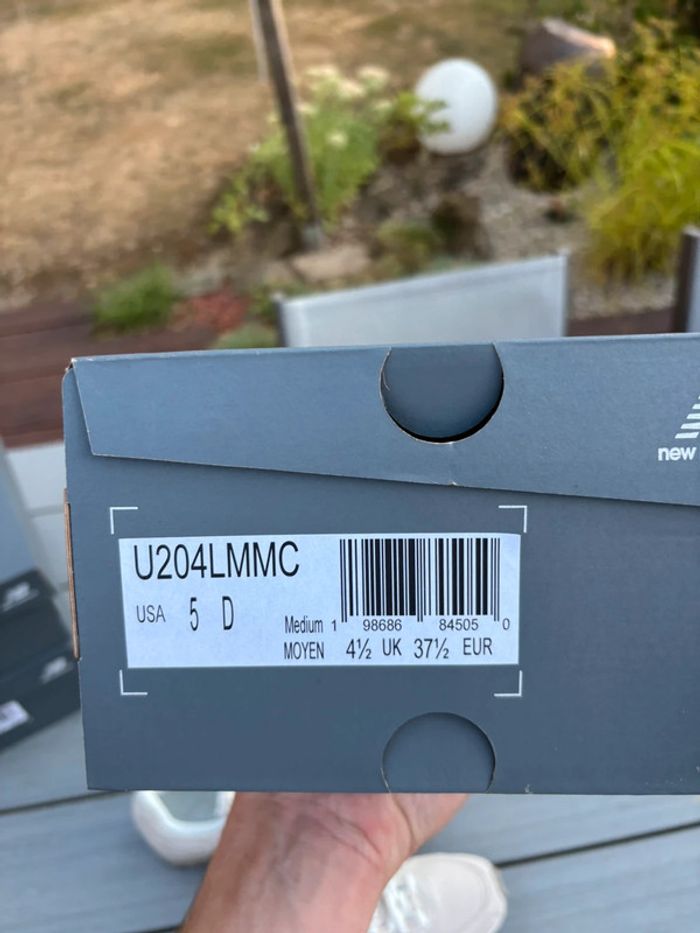 new
U204LMMC
USA 5 D
Medium 1 98686 84505 0
MOYEN 4½ UK 37½ EUR